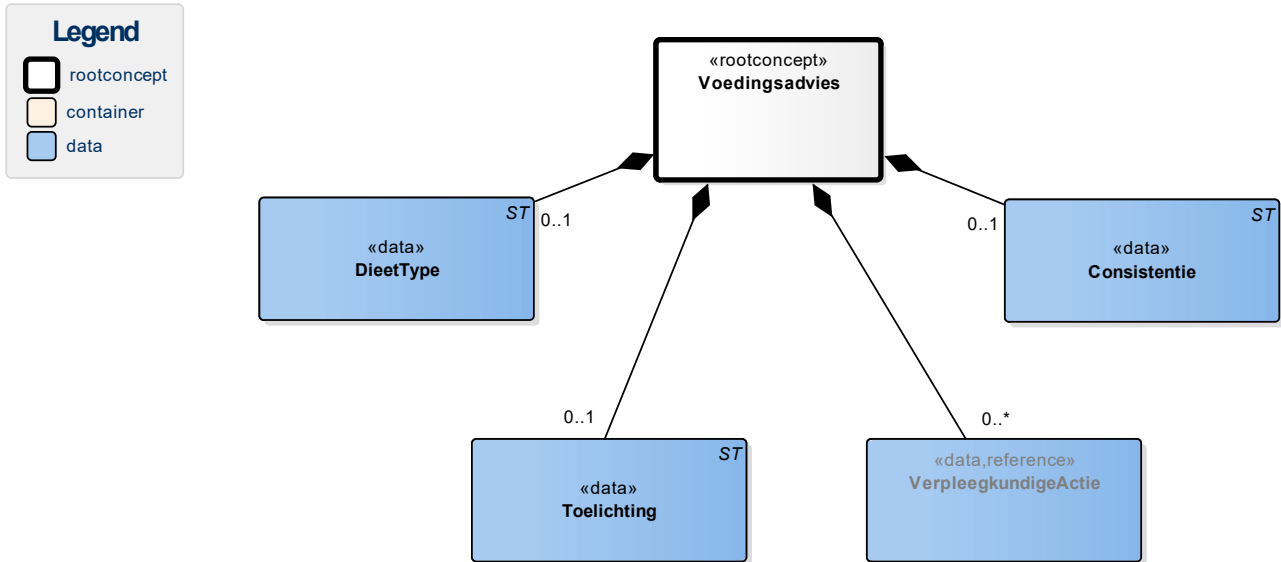 Legend
rootconcept
container
data
«rootconcept»
Voedingsadvies
ST
0..1
«data»
DieetType
ST
0..1
«data»
Consistentie
0..1
ST
«data»
Toelichting
0..*
«data,reference»
VerpleegkundigeActie